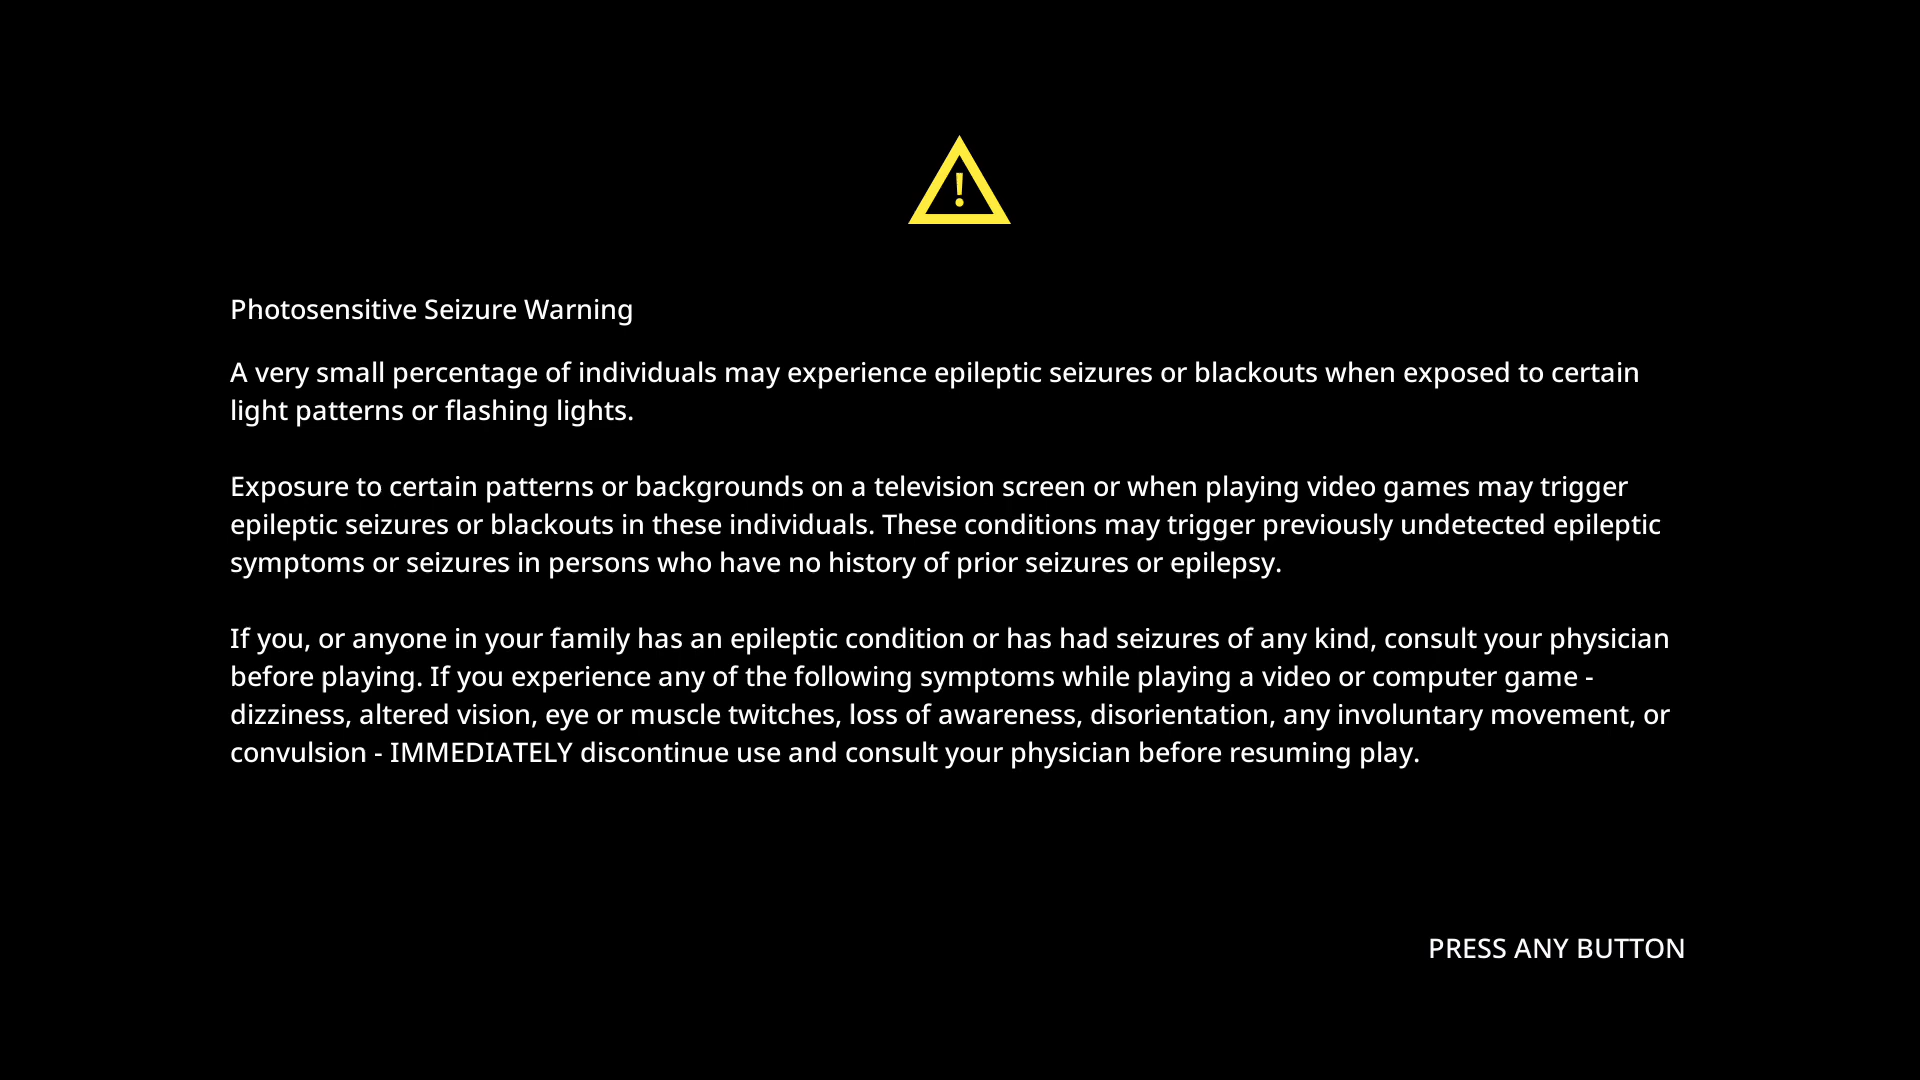 !
Photosensitive Seizure Warning
A very small percentage of individuals may experience epileptic seizures or blackouts when exposed to certain
light patterns or flashing lights.
Exposure to certain patterns or backgrounds on a television screen or when playing video games may trigger
epileptic seizures or blackouts in these individuals. These conditions may trigger previously undetected epileptic
symptoms or seizures in persons who have no history of prior seizures or epilepsy.
If you, or anyone in your family has an epileptic condition or has had seizures of any kind, consult your physician
before playing. If you experience any of the following symptoms while playing a video or computer game -
dizziness, altered vision, eye or muscle twitches, loss of awareness, disorientation, any involuntary movement, or
convulsion - IMMEDIATELY discontinue use and consult your physician before resuming play.
PRESS ANY BUTTON